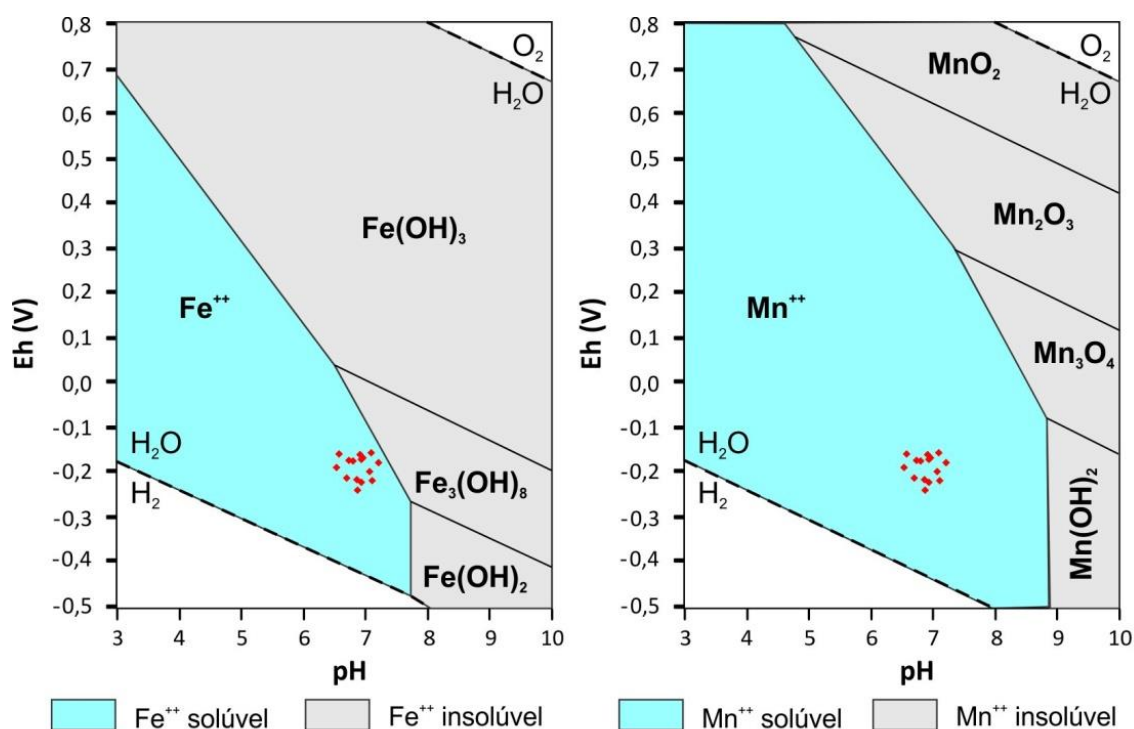 Eh (V)
0,8
0,7
0,6
0,5
0,4
0,3
0,2
0,1
0,0
-0,1
-0,2
-0,3
-0,4
-0,5
O₂
H₂O
Fe(OH)₃
Fe⁺⁺
H₂O
H₂
Fe₃(OH)₈
Fe(OH)₂
3 4 5 6 7 8 9 10
pH
Fe⁺⁺ solúvel
Fe⁺⁺ insolúvel
Eh (V)
0,8
0,7
0,6
0,5
0,4
0,3
0,2
0,1
0,0
-0,1
-0,2
-0,3
-0,4
-0,5
O₂
MnO₂
H₂O
Mn₂O₃
Mn⁺⁺
Mn₃O₄
H₂O
H₂
Mn(OH)₂
3 4 5 6 7 8 9 10
pH
Mn⁺⁺ solúvel
Mn⁺⁺ insolúvel